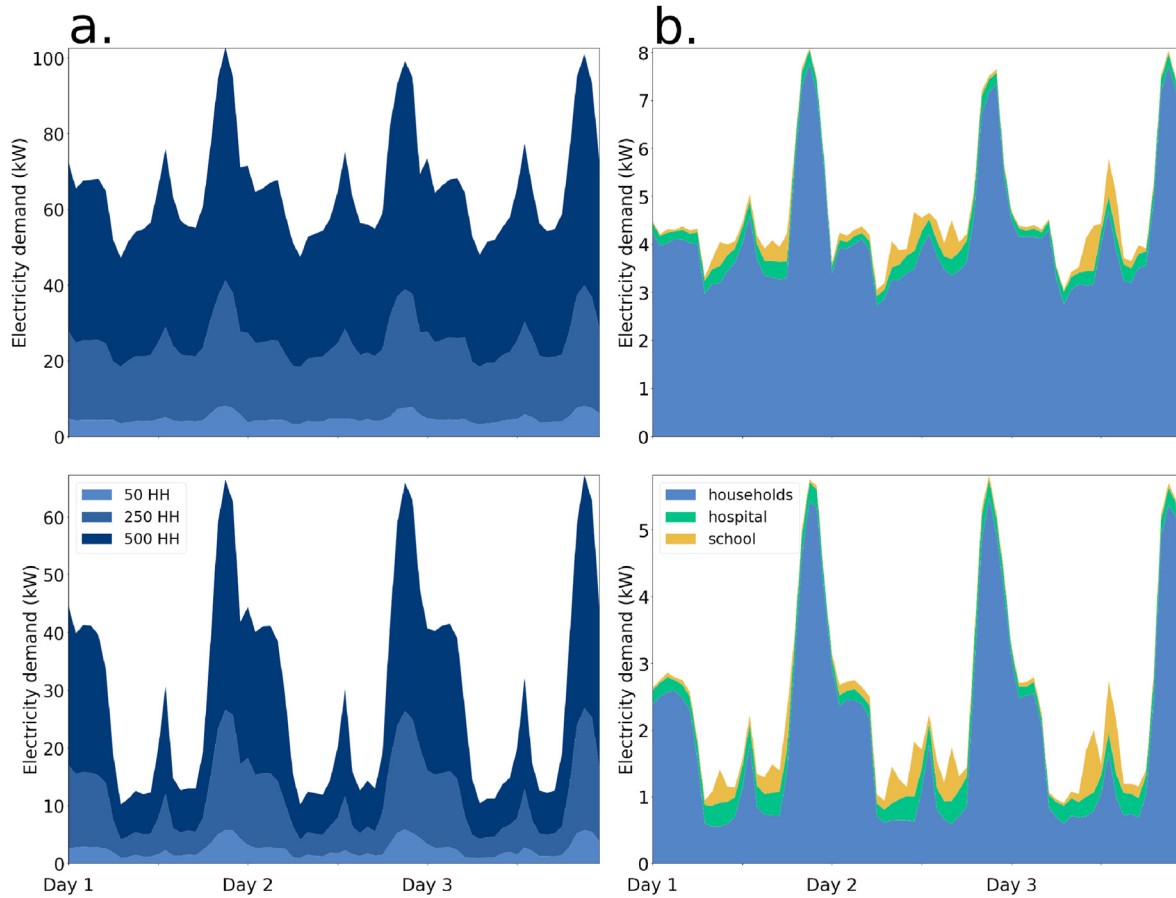 a.
Electricity demand (kW)
100
80
60
40
20
0
b.
Electricity demand (kW)
8
7
6
5
4
3
2
1
0
Electricity demand (kW)
60
50
40
30
20
10
0
50 HH
250 HH
500 HH
Day 1 Day 2 Day 3
Electricity demand (kW)
5
4
3
2
1
0
households
hospital
school
Day 1 Day 2 Day 3